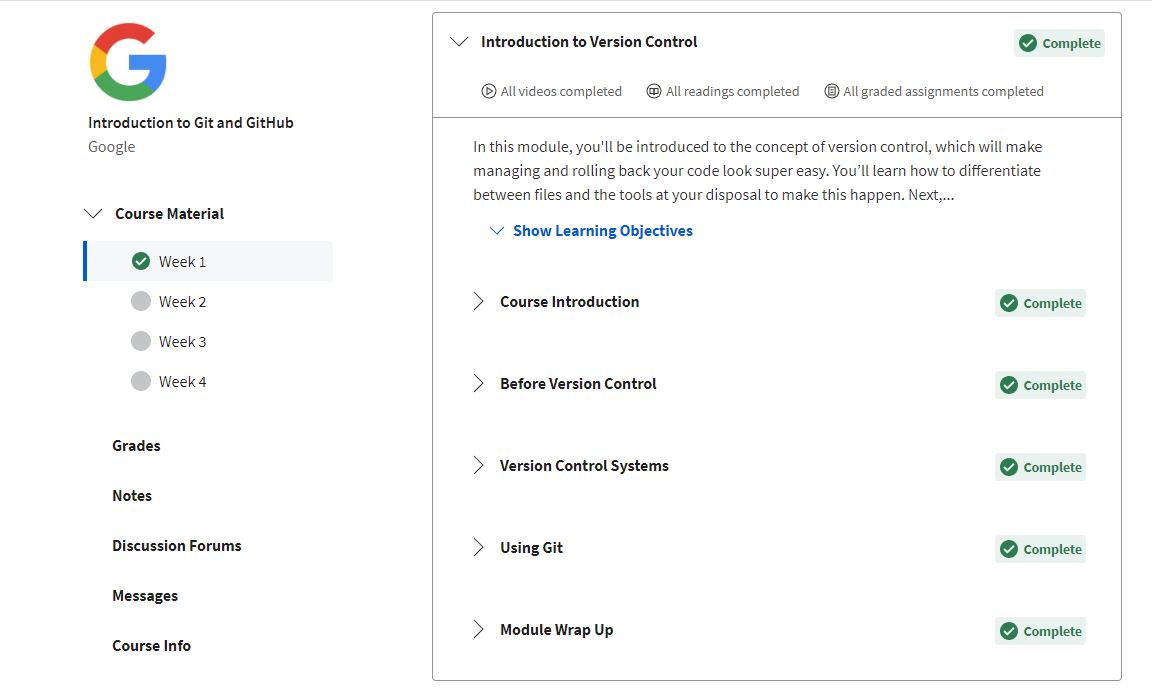 Introduction to Git and GitHub
Google
Course Material
Week 1
Week 2
Week 3
Week 4
Grades
Notes
Discussion Forums
Messages
Course Info
Introduction to Version Control
Complete
All videos completed
All readings completed
All graded assignments completed
In this module, you'll be introduced to the concept of version control, which will make
managing and rolling back your code look super easy. You’ll learn how to differentiate
between files and the tools at your disposal to make this happen. Next,...
Show Learning Objectives
Course Introduction
Complete
Before Version Control
Complete
Version Control Systems
Complete
Using Git
Complete
Module Wrap Up
Complete